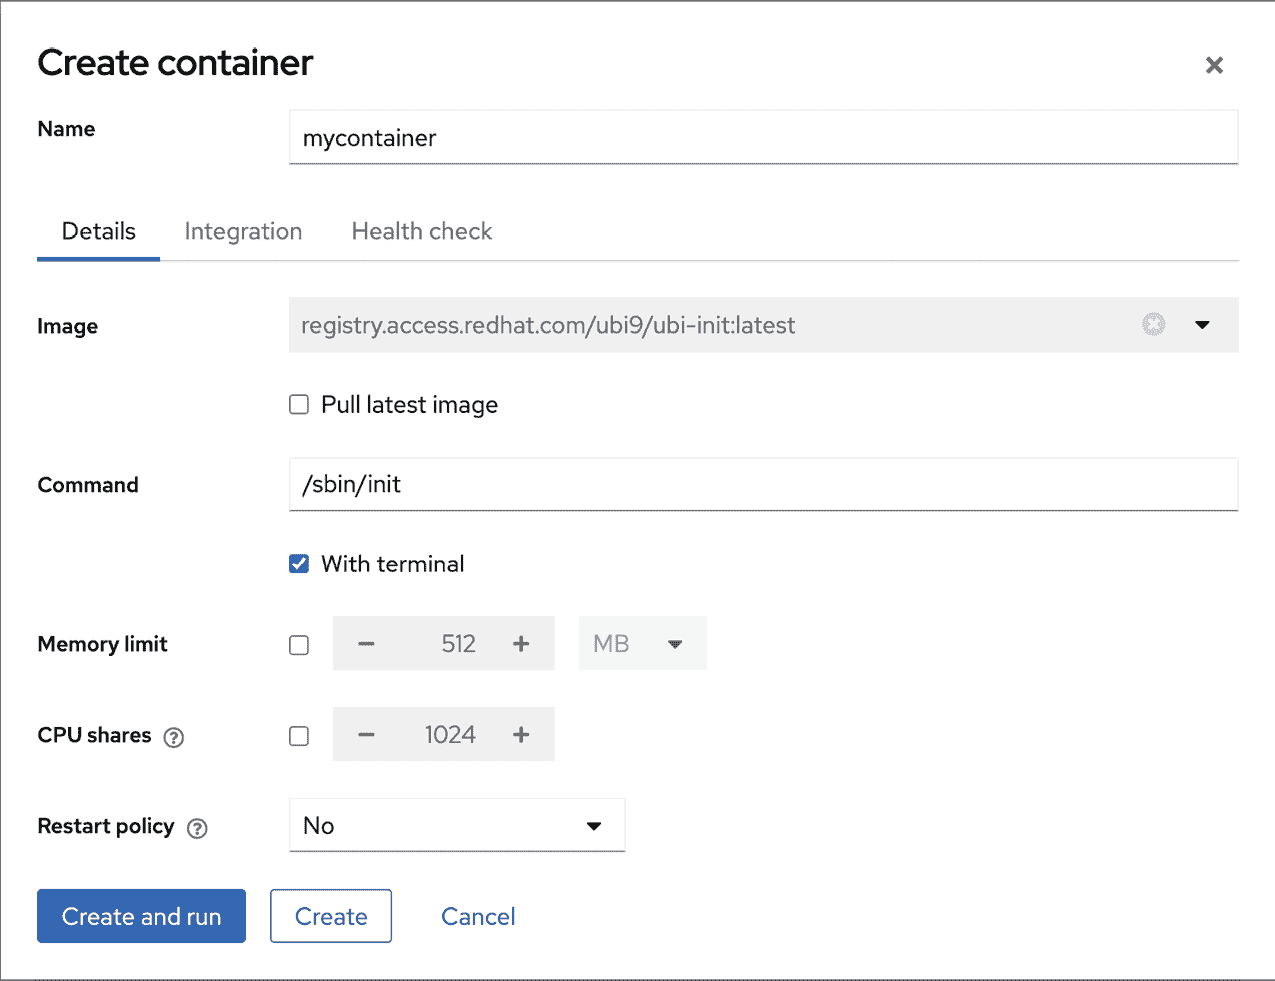 Create container
Name
mycontainer
Details Integration Health check
Image
registry.access.redhat.com/ubi9/ubi-init:latest
Pull latest image
Command
/sbin/init
With terminal
Memory limit
512
MB
CPU shares
1024
Restart policy
No
Create and run
Create
Cancel